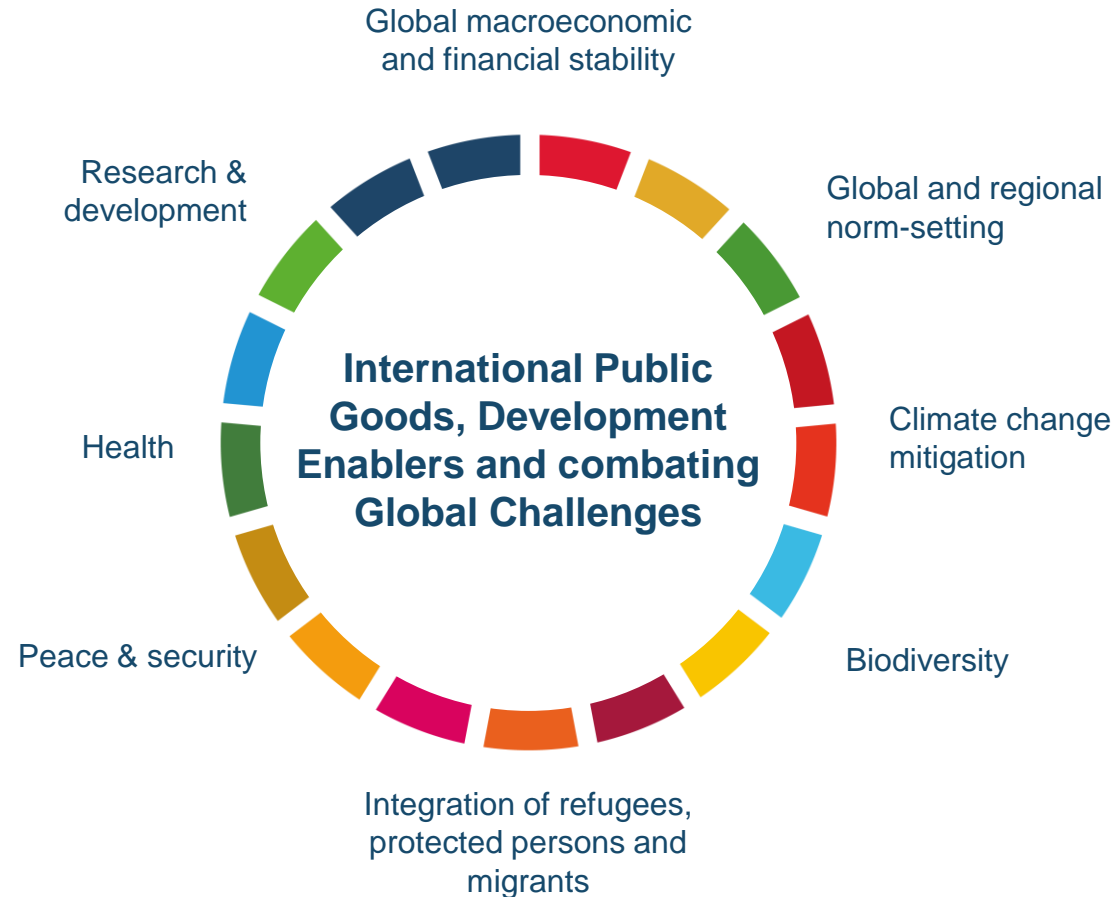 Global macroeconomic
and financial stability
Research &
development
Global and regional
norm-setting
International Public
Goods, Development
Enablers and combating
Global Challenges
Climate change
mitigation
Health
Peace & security
Biodiversity
Integration of refugees,
protected persons and
migrants